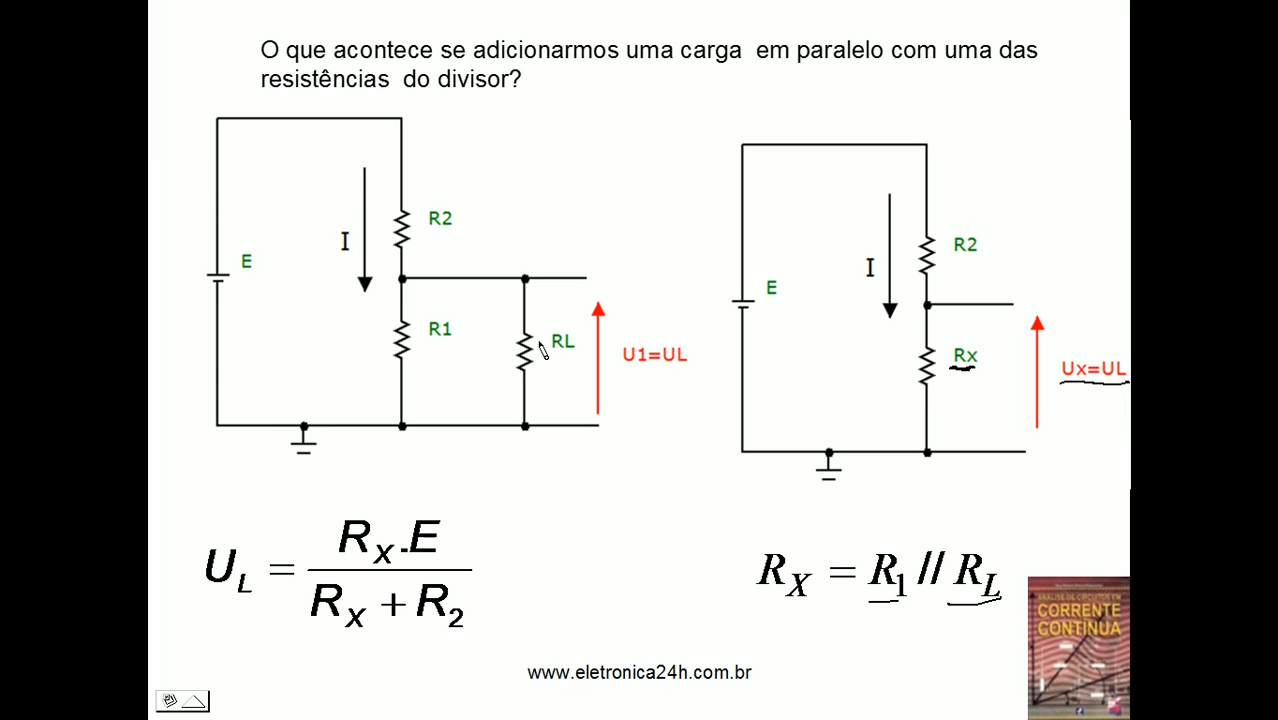 O que acontece se adicionarmos uma carga em paralelo com uma das
resistências do divisor?
R2
I
E
R1
RL
U1=UL
R2
I
E
Rx
Ux=UL
U_L = R_X.E / R_X + R_2
R_X = R_1 // R_L
CORRENTE
CONTÍNUA
www.eletronica24h.com.br